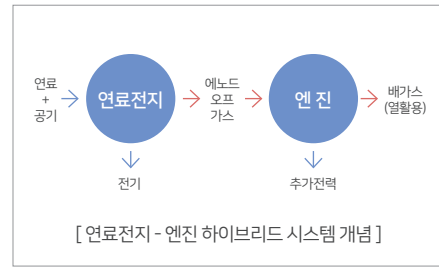 연료
+
공기
연료전지
에노드
오프
가스
엔 진
배가스
(열활용)
전기
추가전력
[ 연료전지 - 엔진 하이브리드 시스템 개념 ]